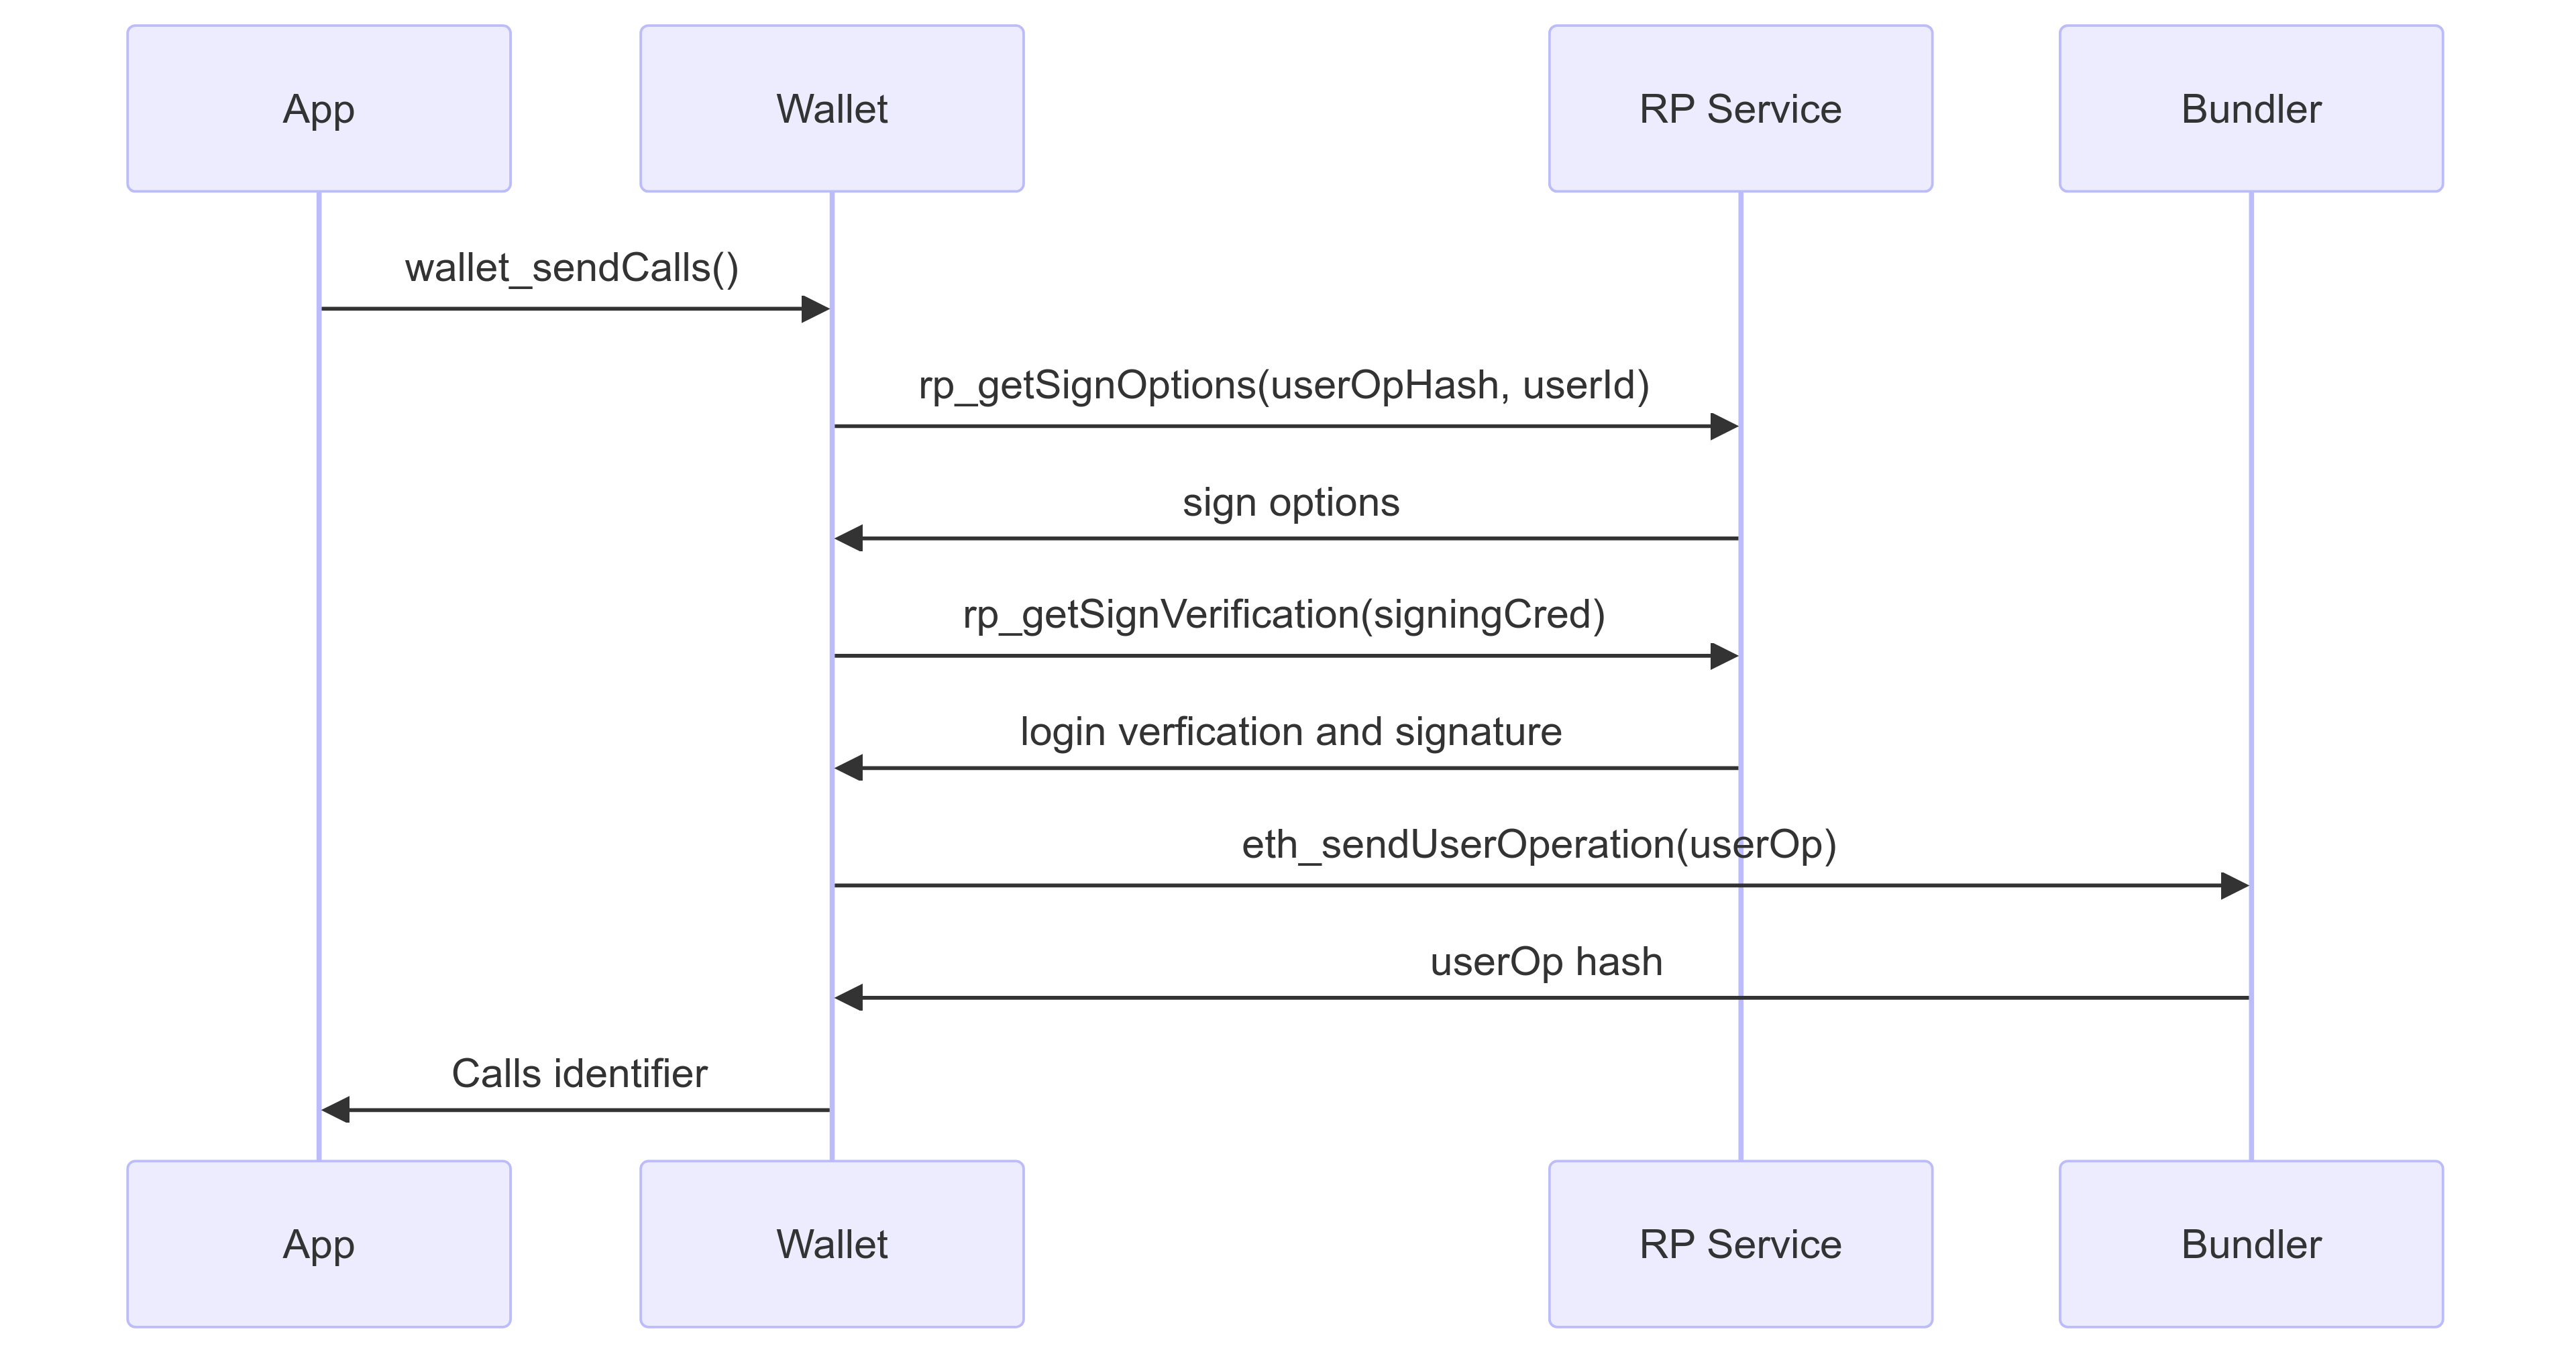 App
Wallet
RP Service
Bundler
wallet_sendCalls()
rp_getSignOptions(userOpHash, userId)
sign options
rp_getSignVerification(signingCred)
login verfication and signature
eth_sendUserOperation(userOp)
userOp hash
Calls identifier
App
Wallet
RP Service
Bundler